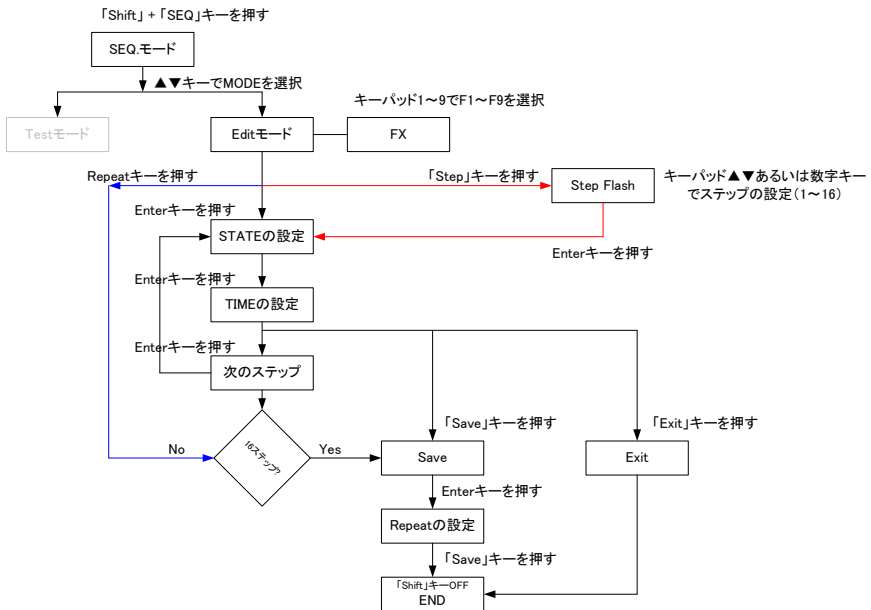 「Shift」 + 「SEQ」キーを押す
SEQ.モード
▲▼キーでMODEを選択
キーパッド1～9でF1～F9を選択
Testモード
Editモード
FX
Repeatキーを押す
「Step」キーを押す
Step Flash
キーパッド▲▼あるいは数字キー
でステップの設定(1～16)
Enterキーを押す
STATEの設定
Enterキーを押す
Enterキーを押す
TIMEの設定
Enterキーを押す
次のステップ
「Save」キーを押す
「Exit」キーを押す
16ステップ?
No
Yes
Save
Exit
Enterキーを押す
Repeatの設定
「Save」キーを押す
「Shift」キーOFF
END